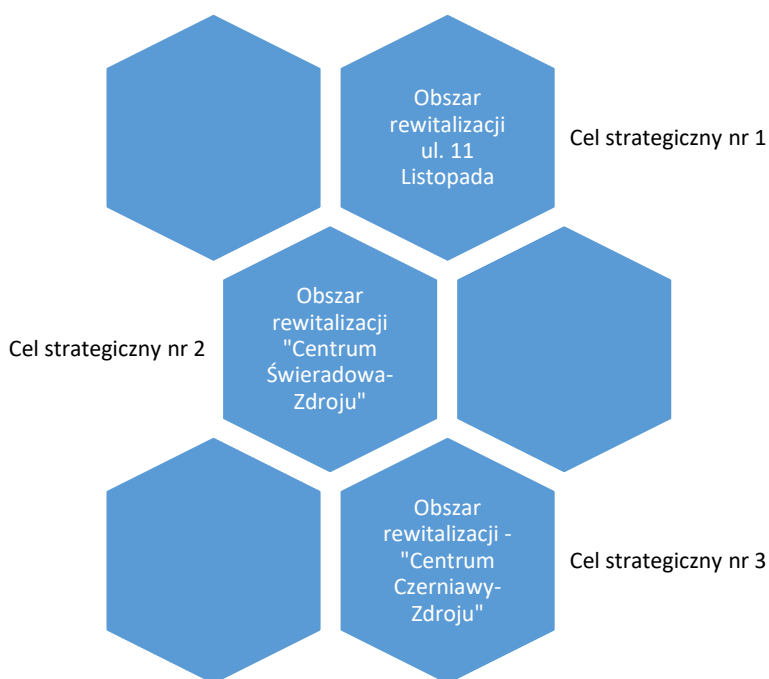 Obszar
rewitalizacji
ul. 11
Listopada
Cel strategiczny nr 1
Cel strategiczny nr 2
Obszar
rewitalizacji
"Centrum
Świeradowa-
Zdroju"
Obszar
rewitalizacji -
"Centrum
Czerniawy-
Zdroju"
Cel strategiczny nr 3